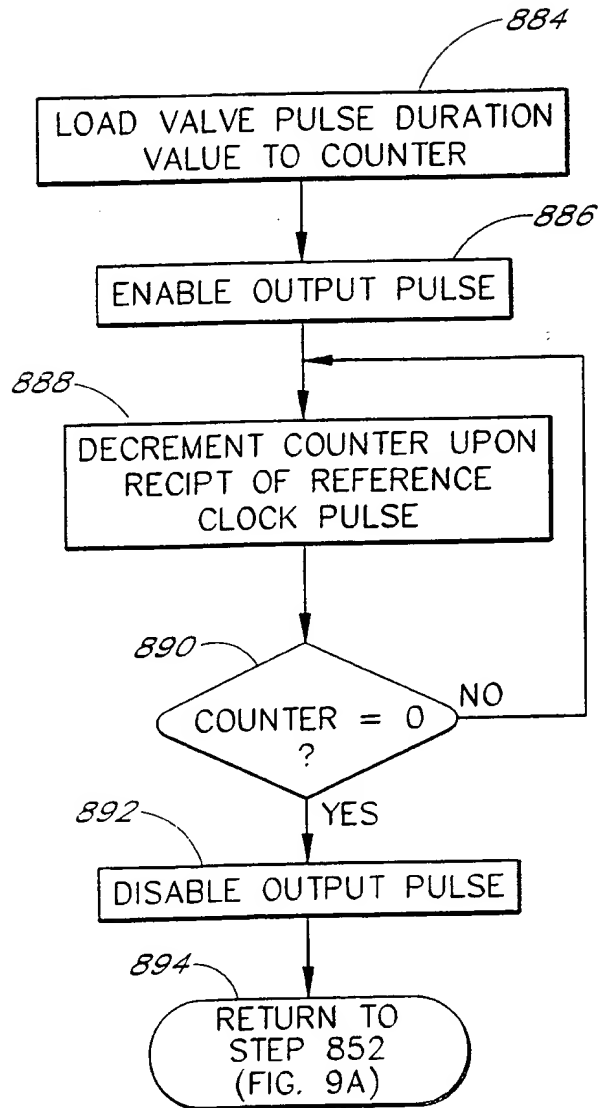 884
LOAD VALVE PULSE DURATION
VALUE TO COUNTER
886
ENABLE OUTPUT PULSE
888
DECREMENT COUNTER UPON
RECIPT OF REFERENCE
CLOCK PULSE
890
COUNTER = 0
?
NO
YES
892
DISABLE OUTPUT PULSE
894
RETURN TO
STEP 852
(FIG. 9A)